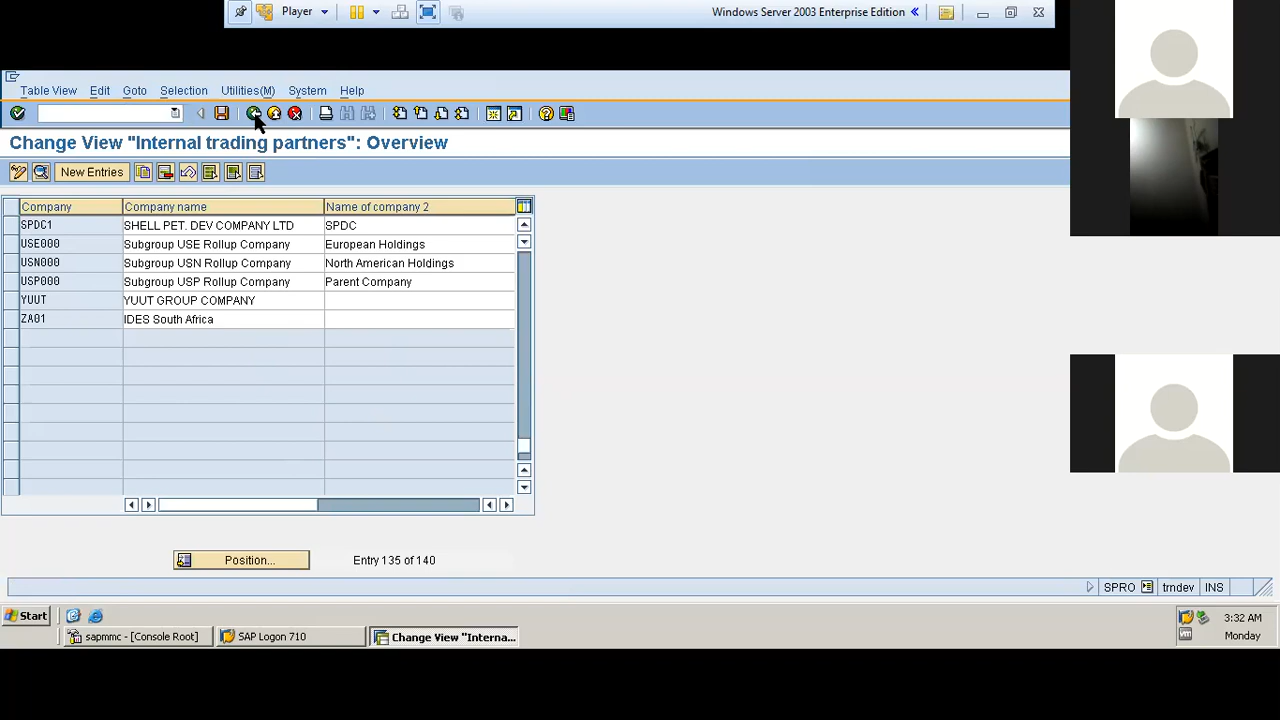 Player
Windows Server 2003 Enterprise Edition
Table View Edit Goto Selection Utilities(M) System Help
Change View "Internal trading partners": Overview
New Entries
Company Company name Name of company 2
SPDC1 SHELL PET. DEV COMPANY LTD SPDC
USE000 Subgroup USE Rollup Company European Holdings
USN000 Subgroup USN Rollup Company North American Holdings
USP000 Subgroup USP Rollup Company Parent Company
YUUT YUUT GROUP COMPANY
ZA01 IDES South Africa
Position... Entry 135 of 140
SPRO trndev INS
Start
3:32 AM
sapmmc - [Console Root] SAP Logon 710 Change View "Interna...
Monday